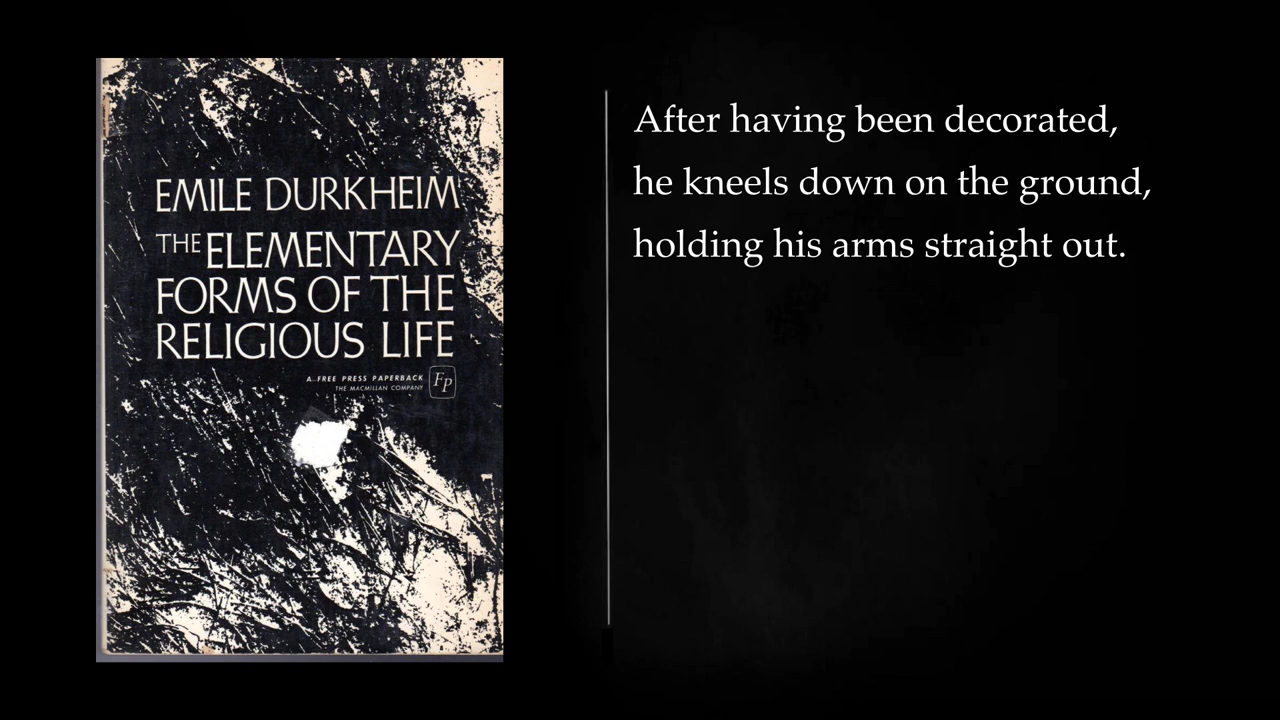 EMILE DURKHEIM
THE ELEMENTARY
FORMS OF THE
RELIGIOUS LIFE
A FREE PRESS PAPERBACK
THE MACMILLAN COMPANY
FP
After having been decorated,
he kneels down on the ground,
holding his arms straight out.